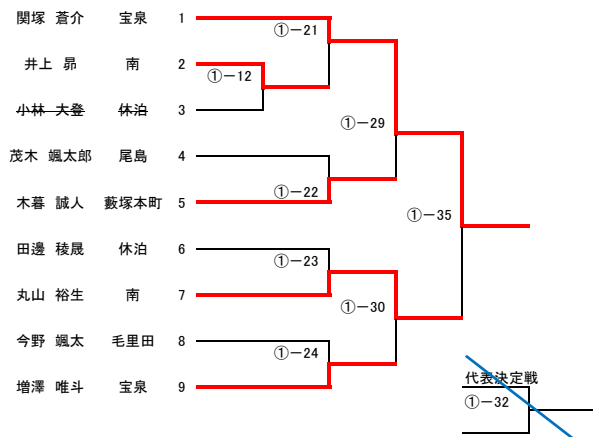 関塚 蒼介 宝泉 1
①－21
井上 昴 南 2
①－12
小林 大登 休泊 3
①－29
茂木 颯太郎 尾島 4
①－22
木暮 誠人 藪塚本町 5
①－35
田邊 稜晟 休泊 6
①－23
丸山 裕生 南 7
①－30
今野 颯太 毛里田 8
①－24
増澤 唯斗 宝泉 9
代表決定戦
①－32